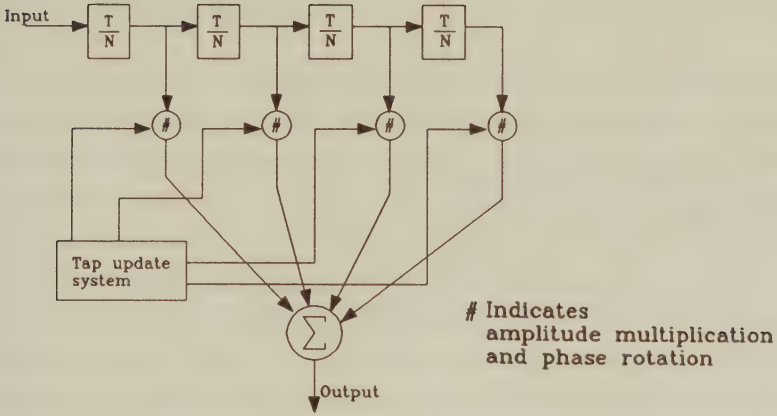 Input
T
N
T
N
T
N
T
N
#
#
#
#
Tap update
system
Σ
# Indicates
amplitude multiplication
and phase rotation
Output